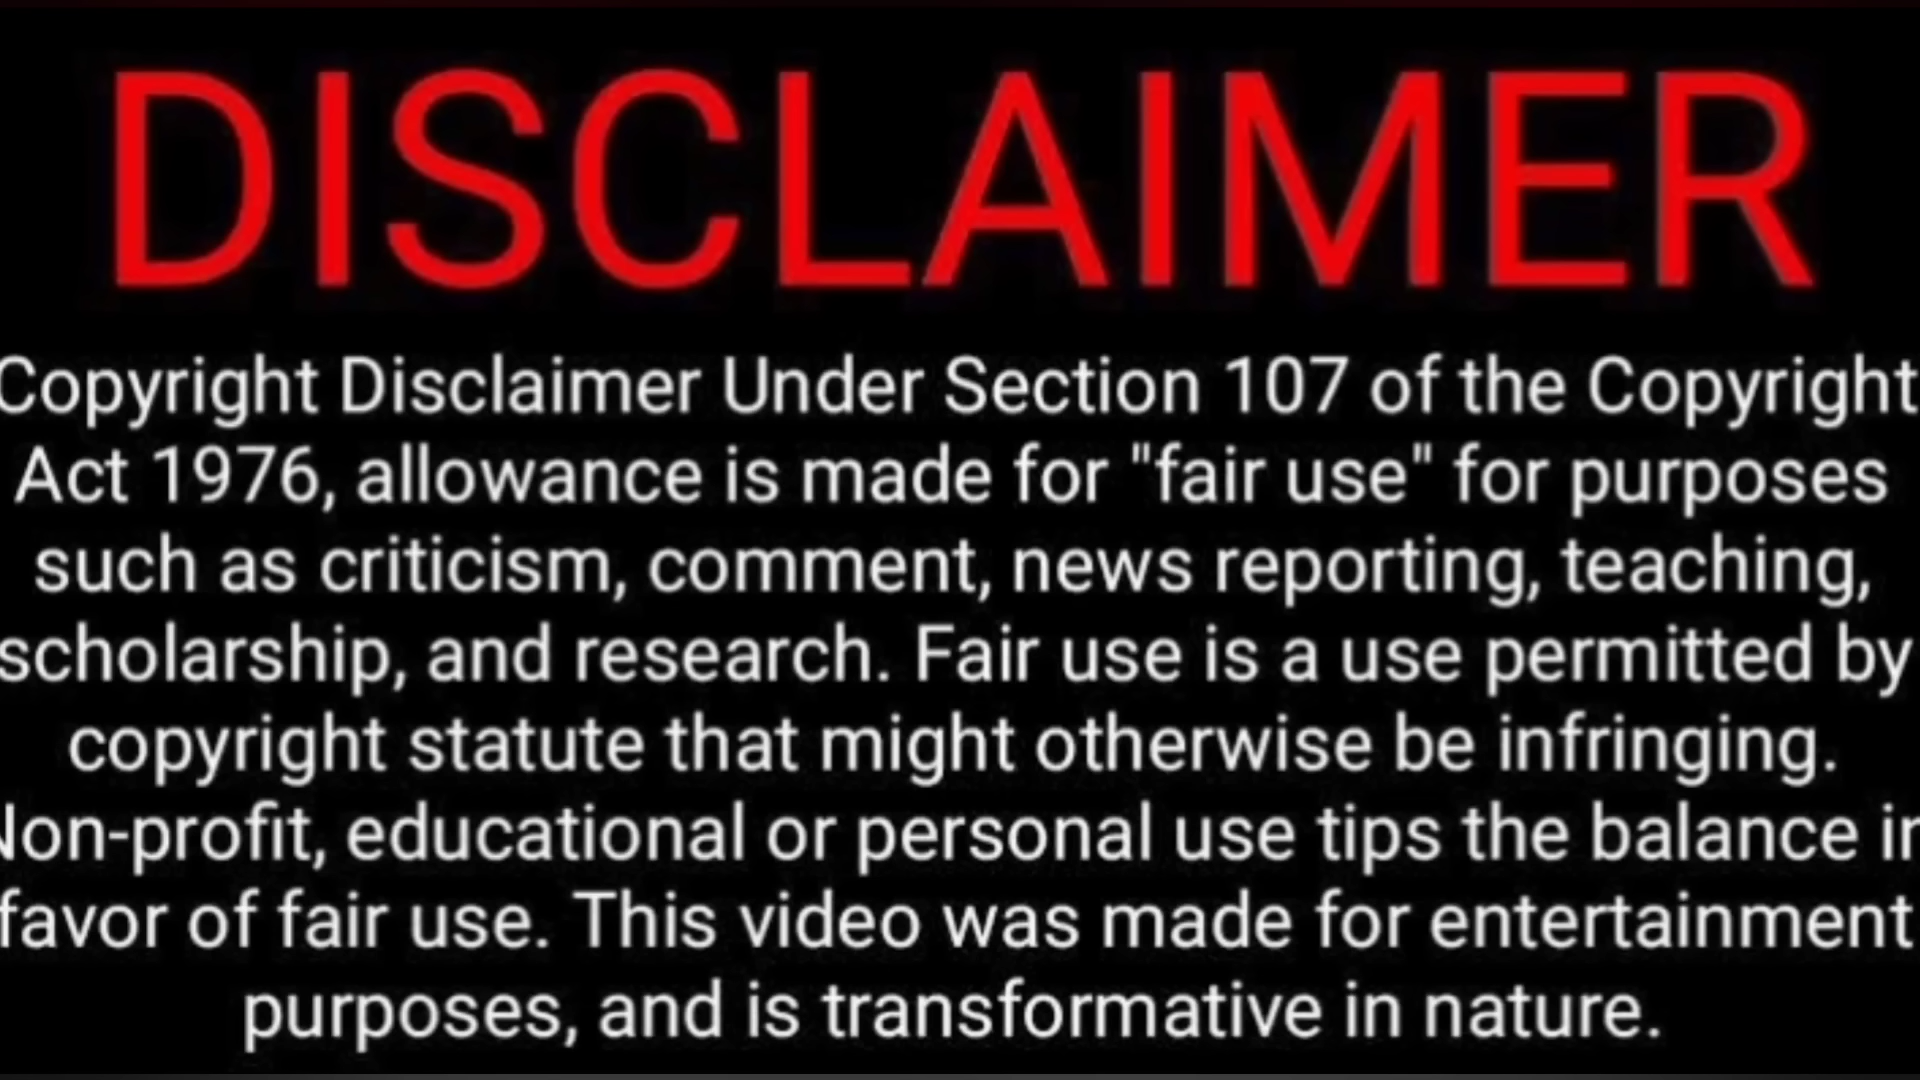 DISCLAIMER
Copyright Disclaimer Under Section 107 of the Copyright
Act 1976, allowance is made for "fair use" for purposes
such as criticism, comment, news reporting, teaching,
scholarship, and research. Fair use is a use permitted by
copyright statute that might otherwise be infringing.
Non-profit, educational or personal use tips the balance in
favor of fair use. This video was made for entertainment
purposes, and is transformative in nature.